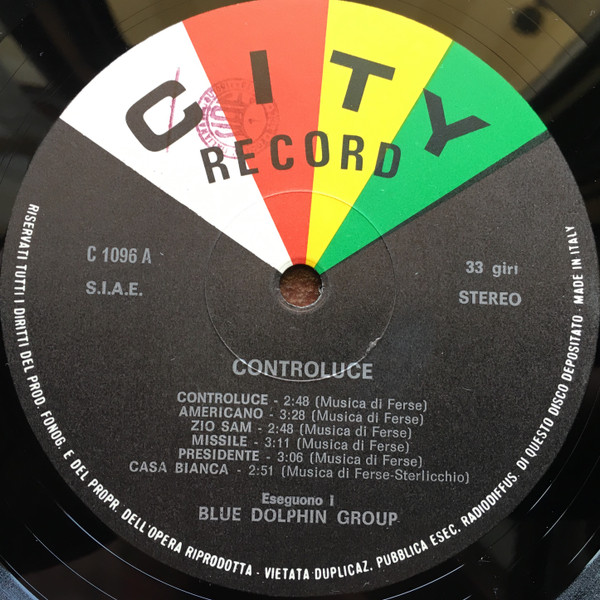 CITY
RECORD
C 1096 A
S.I.A.E.
33 giri
STEREO
CONTROLUCE
CONTROLUCE - 2:48 (Musica di Ferse)
AMERICANO - 3:28 (Musica di Ferse)
ZIO SAM - 2:48 (Musica di Ferse)
MISSILE - 3:11 (Musica di Ferse)
PRESIDENTE - 3:06 (Musica di Ferse)
CASA BIANCA - 2:51 (Musica di Ferse-Sterlicchio)
Eseguono i
BLUE DOLPHIN GROUP
RISERVATI TUTTI I DIRITTI DEL PROD. FONOG. E DEL PROPR. DELL'OPERA RIPRODOTTA - VIETATA DUPLICAZ. PUBBLICA ESEC. RADIODIFFUS. DI QUESTO DISCO DEPOSITATO - MADE IN ITALY